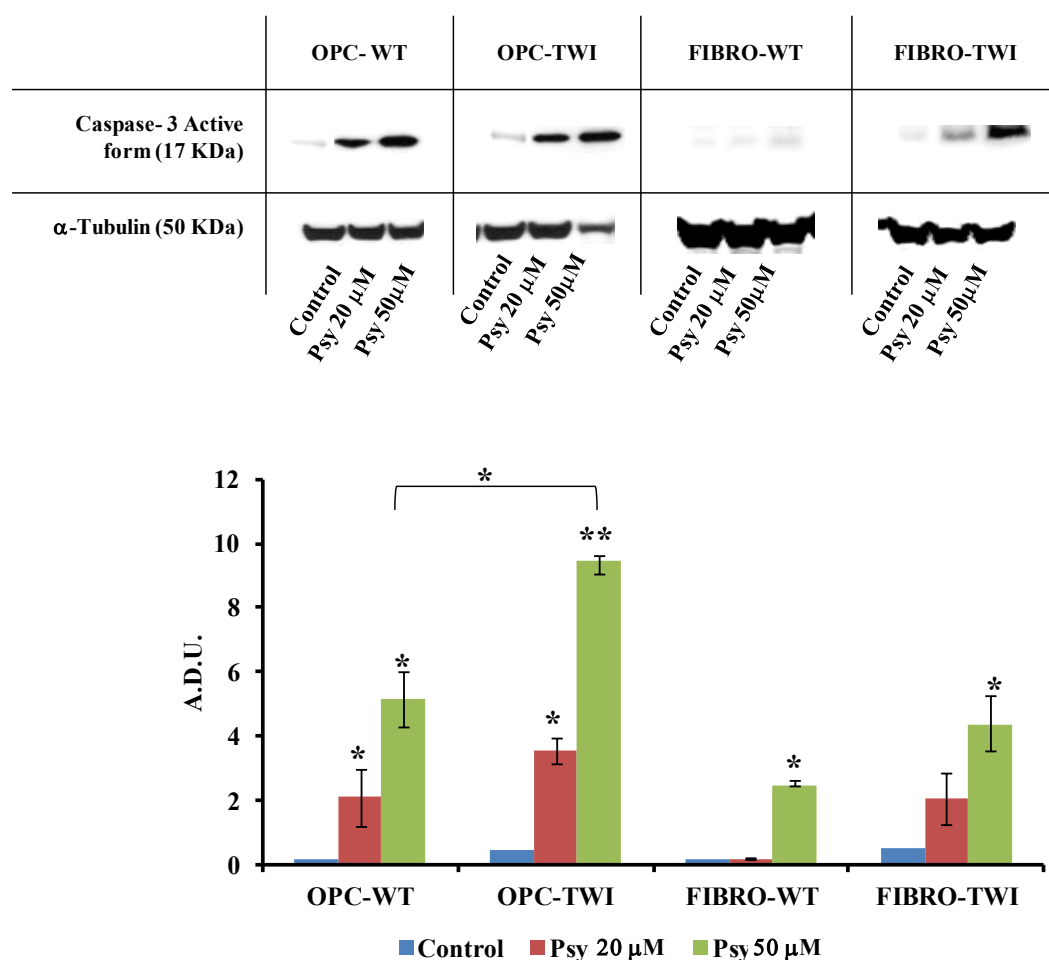 OPC- WT OPC-TWI FIBRO-WT FIBRO-TWI
Caspase- 3 Active
form (17 KDa)
α-Tubulin (50 KDa)
Control Psy 20 μM Psy 50μM Control Psy 20 μM Psy 50μM Control Psy 20 μM Psy 50μM Control Psy 20 μM Psy 50μM
12
*
10
**
8
A.D.U.
6
*
*
4
*
*
*
2
0
OPC-WT OPC-TWI FIBRO-WT FIBRO-TWI
Control Psy 20 μM Psy 50 μM